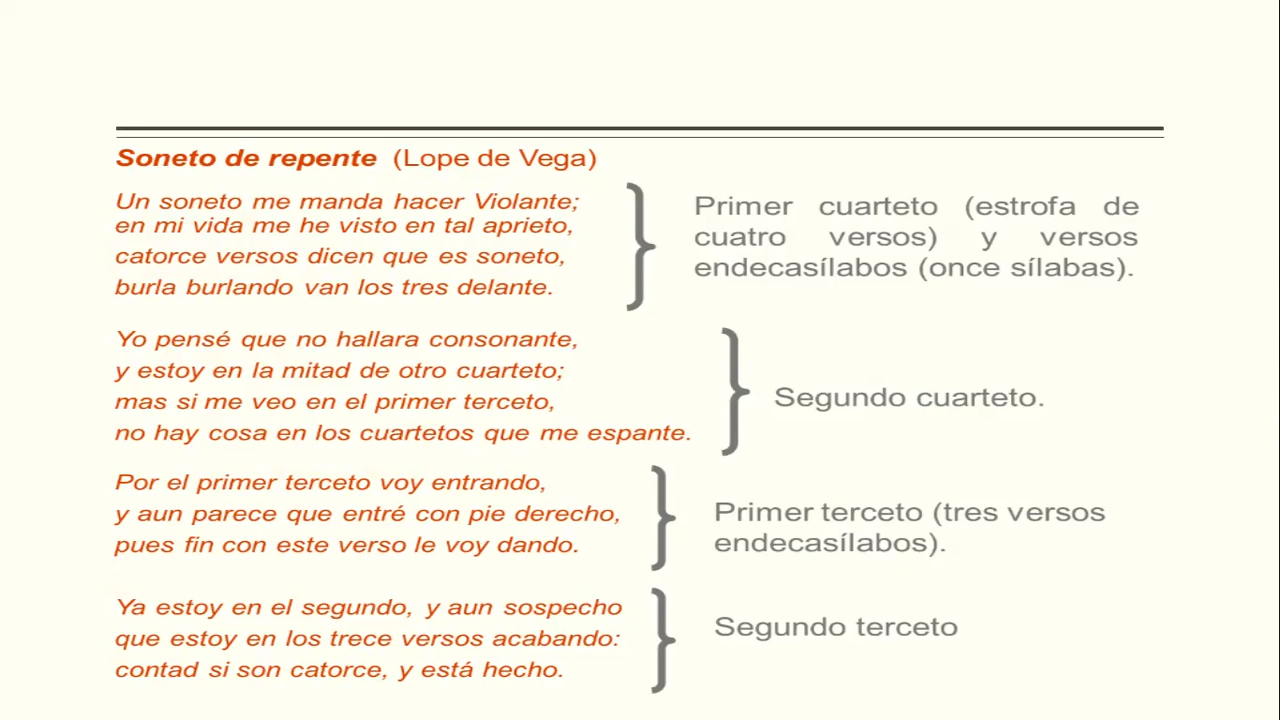 Soneto de repente (Lope de Vega)
Un soneto me manda hacer Violante;
en mi vida me he visto en tal aprieto,
catorce versos dicen que es soneto,
burla burlando van los tres delante.
Primer cuarteto (estrofa de
cuatro versos) y versos
endecasílabos (once sílabas).
Yo pensé que no hallara consonante,
y estoy en la mitad de otro cuarteto;
mas si me veo en el primer terceto,
no hay cosa en los cuartetos que me espante.
Segundo cuarteto.
Por el primer terceto voy entrando,
y aun parece que entré con pie derecho,
pues fin con este verso le voy dando.
Primer terceto (tres versos
endecasílabos).
Ya estoy en el segundo, y aun sospecho
que estoy en los trece versos acabando:
contad si son catorce, y está hecho.
Segundo terceto